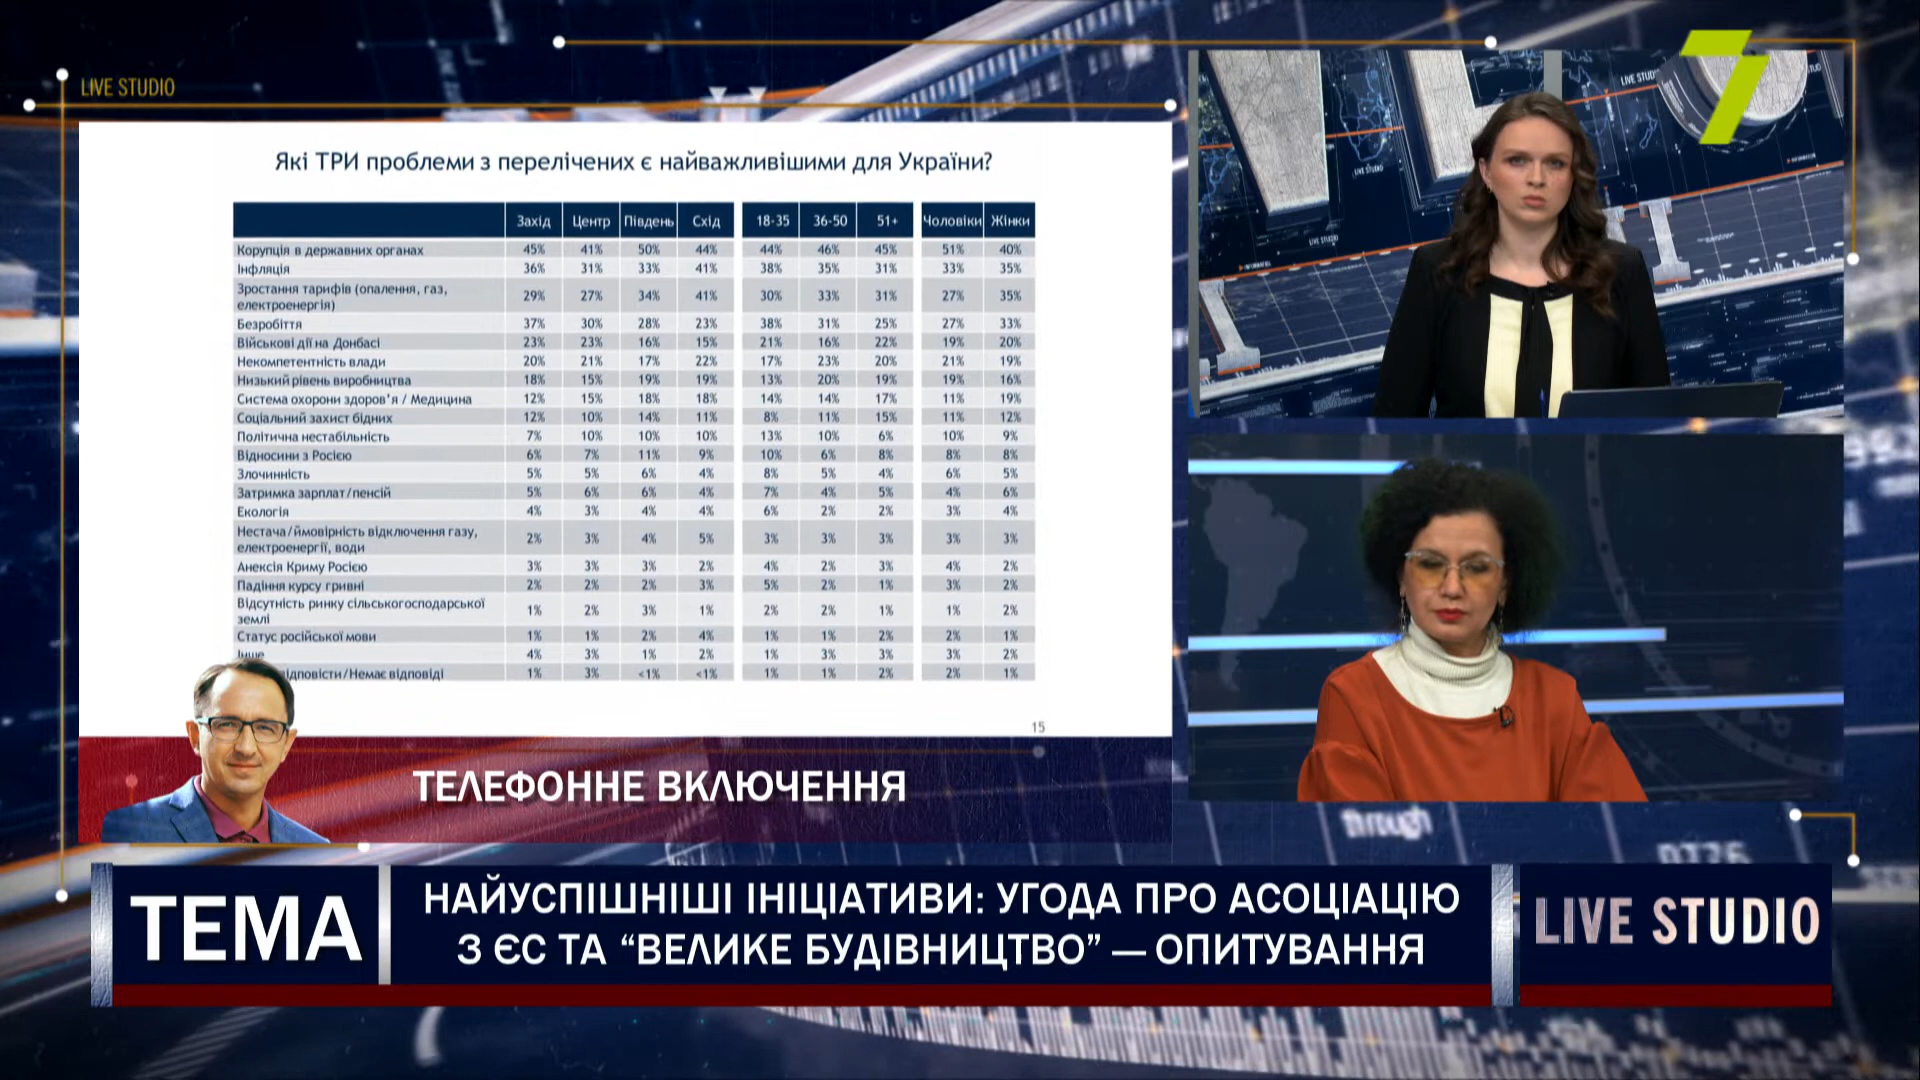 LIVE STUDIO
7
Які ТРИ проблеми з перелічених є найважливішими для України?
Захід Центр Південь Схід 18-35 36-50 51+ Чоловіки Жінки
Корупція в державних органах 45% 41% 50% 44% 44% 46% 45% 51% 40%
Інфляція 36% 31% 33% 41% 38% 35% 31% 33% 35%
Зростання тарифів (опалення, газ,
електроенергія) 29% 27% 34% 41% 30% 33% 31% 27% 35%
Безробіття 37% 30% 28% 23% 38% 31% 25% 27% 33%
Військові дії на Донбасі 23% 23% 16% 15% 21% 16% 22% 19% 20%
Некомпетентність влади 20% 21% 17% 22% 17% 23% 20% 21% 19%
Низький рівень виробництва 18% 15% 19% 19% 13% 20% 19% 19% 16%
Система охорони здоров’я / Медицина 12% 15% 18% 18% 14% 14% 17% 11% 19%
Соціальний захист бідних 12% 10% 14% 11% 8% 11% 15% 11% 12%
Політична нестабільність 7% 10% 10% 10% 13% 10% 6% 10% 9%
Відносини з Росією 6% 7% 11% 9% 10% 6% 8% 8% 8%
Злочинність 5% 5% 6% 4% 8% 5% 4% 6% 5%
Затримка зарплат/пенсій 5% 6% 6% 4% 7% 4% 5% 4% 6%
Екологія 4% 3% 4% 4% 6% 2% 2% 3% 4%
Нестача/ймовірність відключення газу,
електроенергії, води 2% 3% 4% 5% 3% 3% 3% 3% 3%
Анексія Криму Росією 3% 3% 3% 2% 4% 2% 3% 4% 2%
Падіння курсу гривні 2% 2% 2% 3% 5% 2% 1% 3% 2%
Відсутність ринку сільськогосподарської
землі 1% 2% 3% 1% 2% 2% 1% 1% 2%
Статус російської мови 1% 1% 2% 4% 1% 1% 2% 2% 1%
Інше 4% 3% 1% 2% 1% 3% 3% 3% 2%
відповісти/Немає відповіді 1% 3% <1% <1% 1% 1% 2% 2% 1%
15
ТЕЛЕФОННЕ ВКЛЮЧЕННЯ
through
ТЕМА
НАЙУСПІШНІШІ ІНІЦІАТИВИ: УГОДА ПРО АСОЦІАЦІЮ
З ЄС ТА “ВЕЛИКЕ БУДІВНИЦТВО” — ОПИТУВАННЯ
LIVE STUDIO